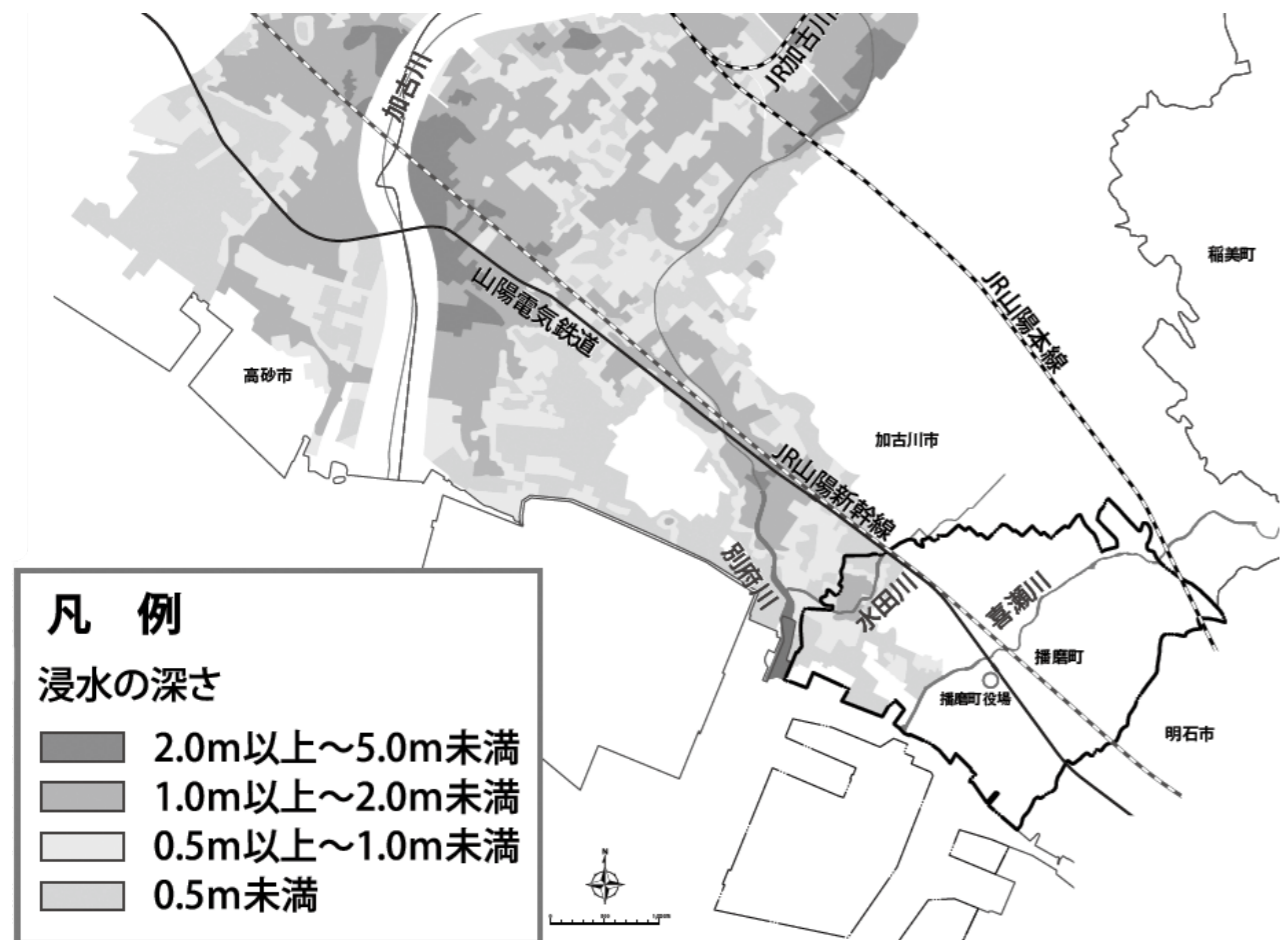 JR加古川
加古川
稲美町
山陽電気鉄道
JR山陽本線
高砂市
加古川市
JR山陽新幹線
別府川
水田川
喜瀬川
播磨町
播磨町役場
明石市
凡 例
浸水の深さ
2.0m以上～5.0m未満
1.0m以上～2.0m未満
0.5m以上～1.0m未満
0.5m未満
N
0